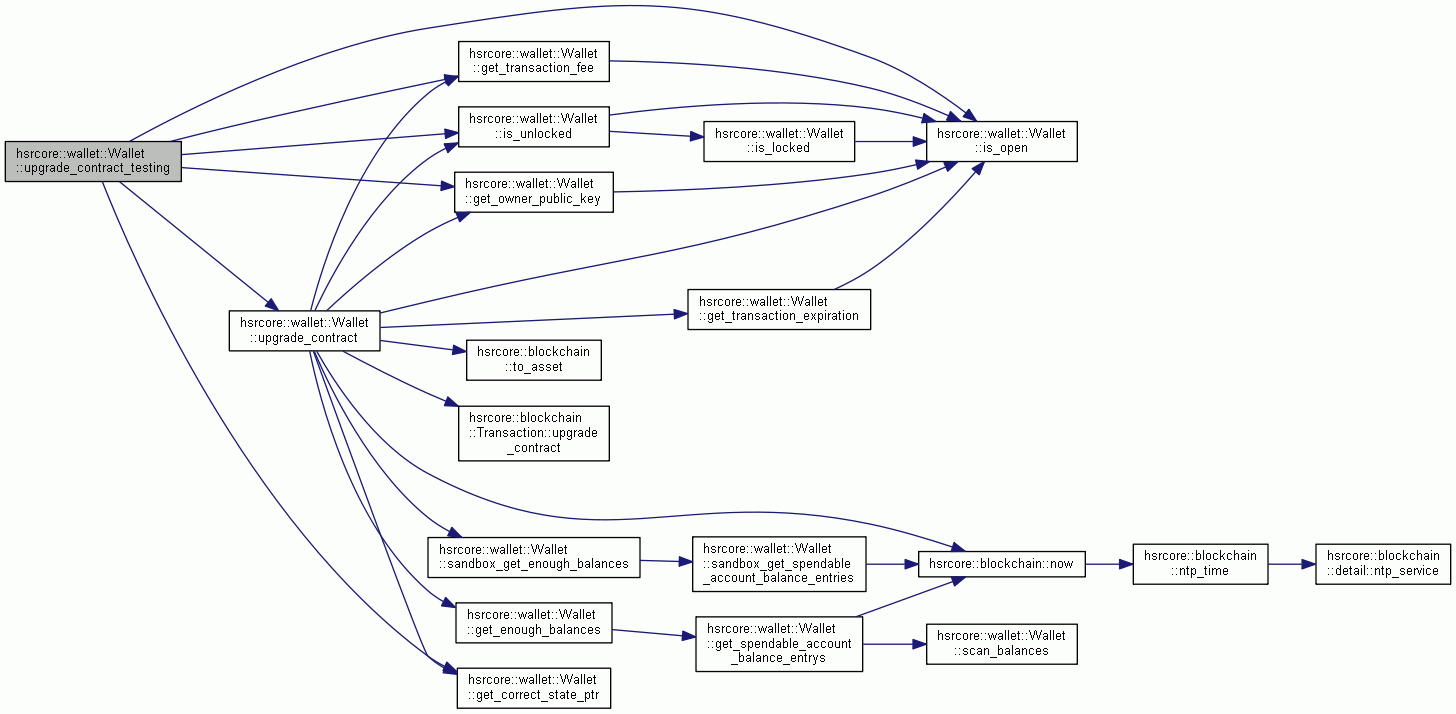 hsrcore::wallet::Wallet
::upgrade_contract_testing
hsrcore::wallet::Wallet
::get_transaction_fee
hsrcore::wallet::Wallet
::is_unlocked
hsrcore::wallet::Wallet
::is_locked
hsrcore::wallet::Wallet
::is_open
hsrcore::wallet::Wallet
::get_owner_public_key
hsrcore::wallet::Wallet
::upgrade_contract
hsrcore::wallet::Wallet
::get_transaction_expiration
hsrcore::blockchain
::to_asset
hsrcore::blockchain
::Transaction::upgrade
_contract
hsrcore::wallet::Wallet
::sandbox_get_enough_balances
hsrcore::wallet::Wallet
::sandbox_get_spendable
_account_balance_entries
hsrcore::blockchain::now
hsrcore::blockchain
::ntp_time
hsrcore::blockchain
::detail::ntp_service
hsrcore::wallet::Wallet
::get_enough_balances
hsrcore::wallet::Wallet
::get_spendable_account
_balance_entrys
hsrcore::wallet::Wallet
::scan_balances
hsrcore::wallet::Wallet
::get_correct_state_ptr